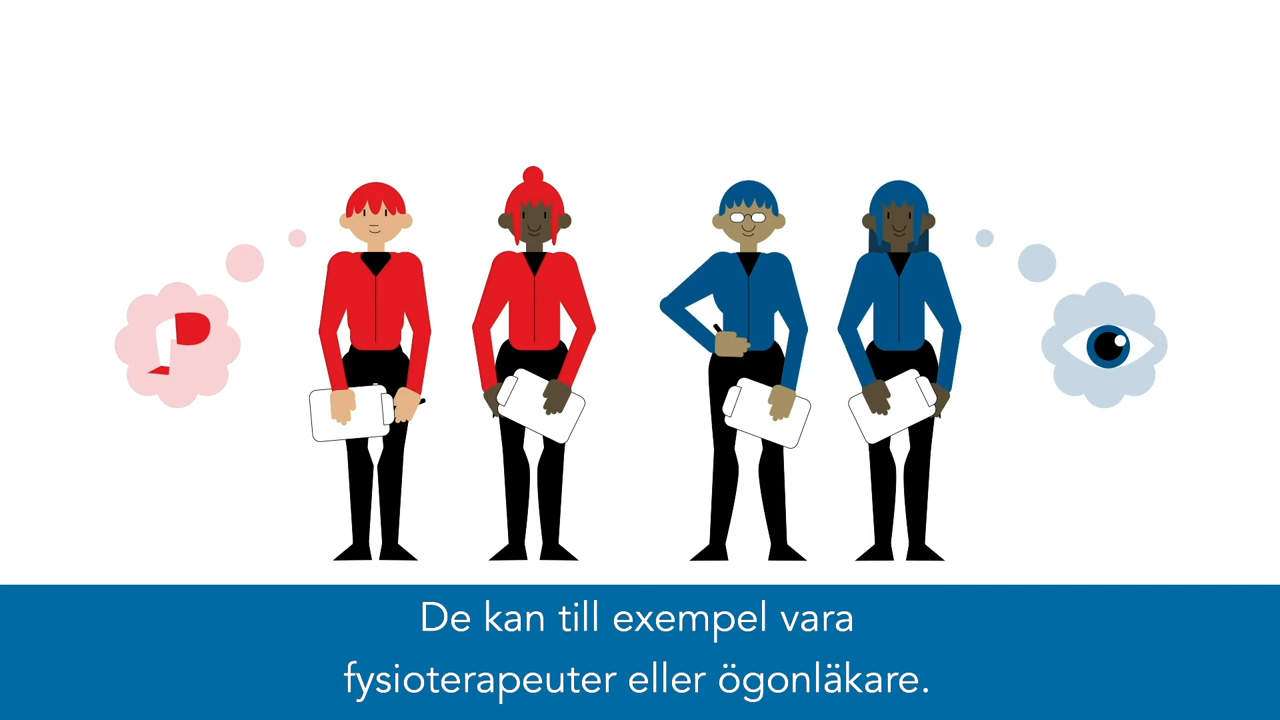 De kan till exempel vara
fysioterapeuter eller ögonläkare.